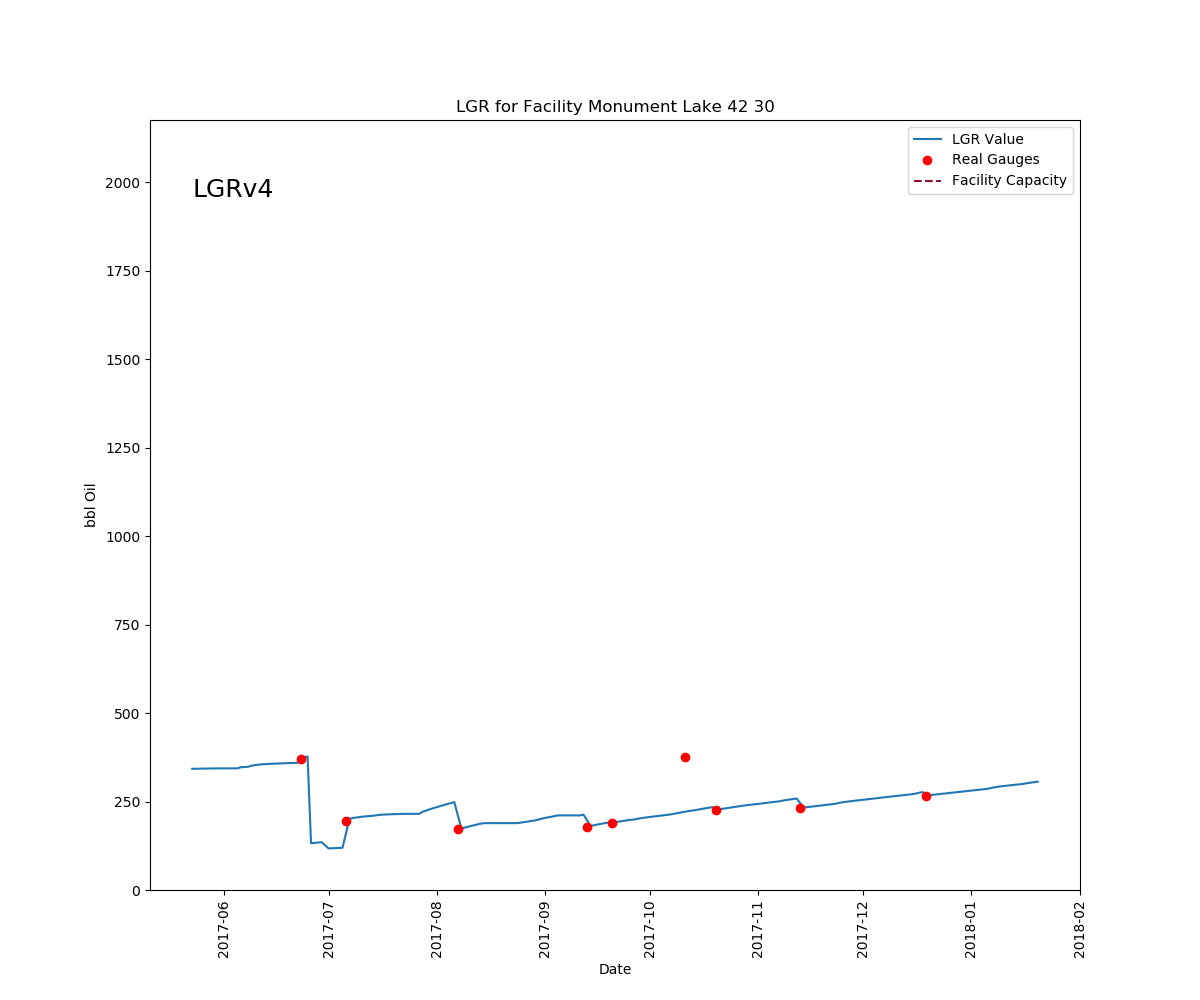 LGR for Facility Monument Lake 42 30
LGR Value
Real Gauges
Facility Capacity
LGRv4
2000
1750
1500
1250
1000
750
500
250
0
bbl Oil
2017-06
2017-07
2017-08
2017-09
2017-10
2017-11
2017-12
2018-01
2018-02
Date